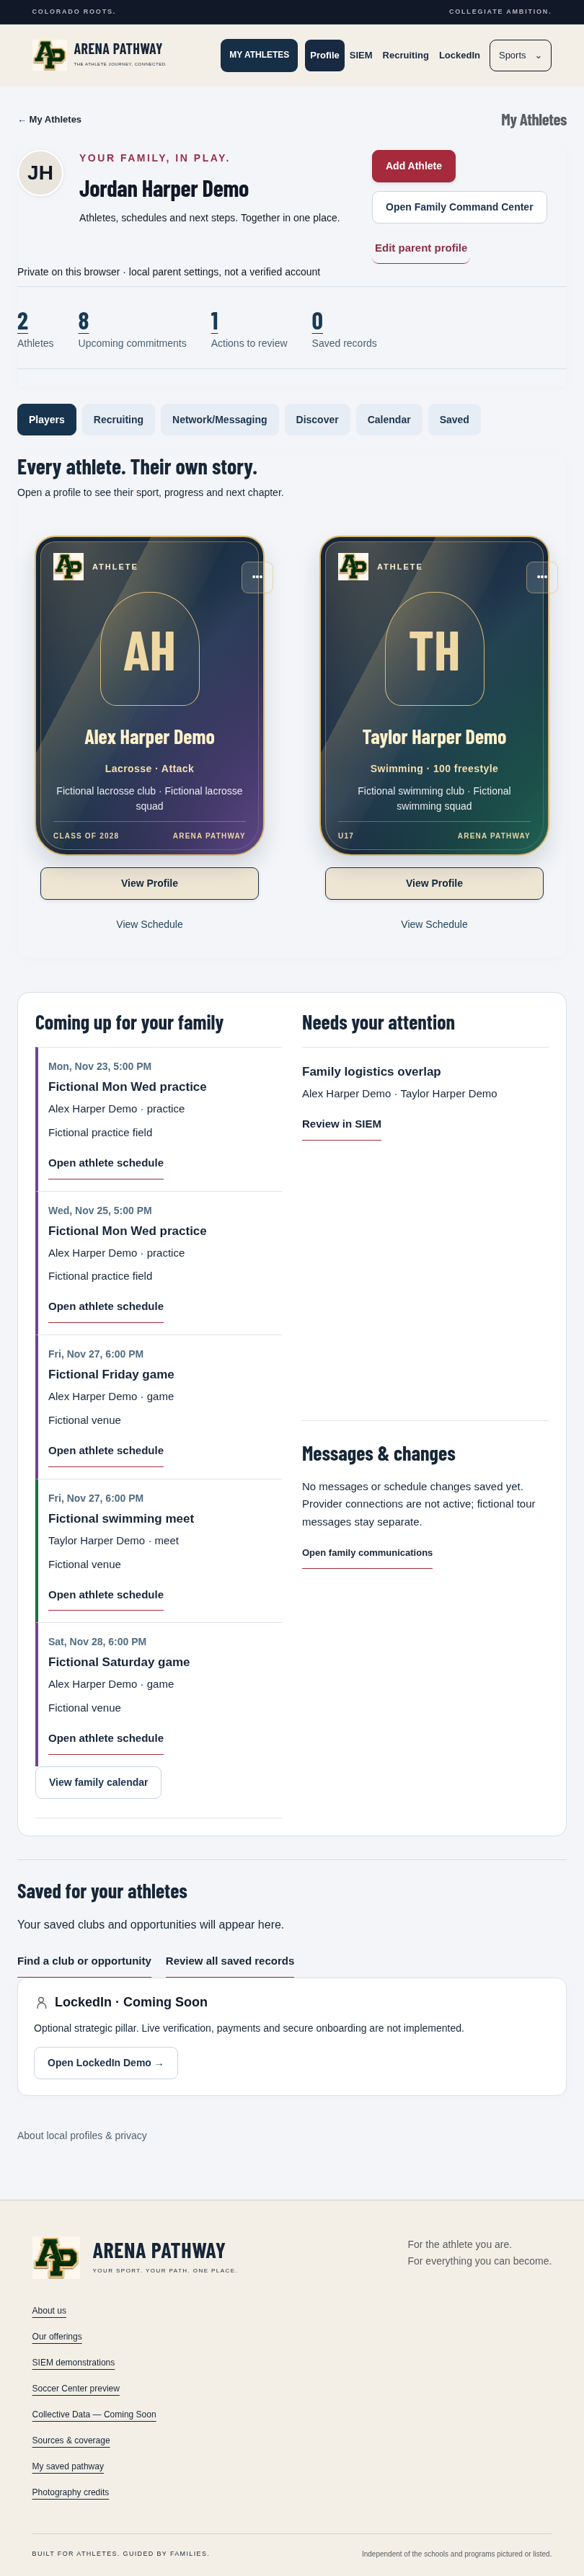 COLORADO ROOTS.
COLLEGIATE AMBITION.
AP
ARENA PATHWAY
THE ATHLETE JOURNEY, CONNECTED.
MY ATHLETES
Profile
SIEM
Recruiting
LockedIn
Sports
← My Athletes
My Athletes
JH
YOUR FAMILY, IN PLAY.
Jordan Harper Demo
Athletes, schedules and next steps. Together in one place.
Add Athlete
Open Family Command Center
Edit parent profile
Private on this browser · local parent settings, not a verified account
2
Athletes
8
Upcoming commitments
1
Actions to review
0
Saved records
Players
Recruiting
Network/Messaging
Discover
Calendar
Saved
Every athlete. Their own story.
Open a profile to see their sport, progress and next chapter.
AP
ATHLETE
•••
AH
Alex Harper Demo
Lacrosse · Attack
Fictional lacrosse club · Fictional lacrosse
squad
CLASS OF 2028
ARENA PATHWAY
View Profile
View Schedule
AP
ATHLETE
•••
TH
Taylor Harper Demo
Swimming · 100 freestyle
Fictional swimming club · Fictional
swimming squad
U17
ARENA PATHWAY
View Profile
View Schedule
Coming up for your family
Mon, Nov 23, 5:00 PM
Fictional Mon Wed practice
Alex Harper Demo · practice
Fictional practice field
Open athlete schedule
Wed, Nov 25, 5:00 PM
Fictional Mon Wed practice
Alex Harper Demo · practice
Fictional practice field
Open athlete schedule
Fri, Nov 27, 6:00 PM
Fictional Friday game
Alex Harper Demo · game
Fictional venue
Open athlete schedule
Fri, Nov 27, 6:00 PM
Fictional swimming meet
Taylor Harper Demo · meet
Fictional venue
Open athlete schedule
Sat, Nov 28, 6:00 PM
Fictional Saturday game
Alex Harper Demo · game
Fictional venue
Open athlete schedule
View family calendar
Needs your attention
Family logistics overlap
Alex Harper Demo · Taylor Harper Demo
Review in SIEM
Messages & changes
No messages or schedule changes saved yet.
Provider connections are not active; fictional tour
messages stay separate.
Open family communications
Saved for your athletes
Your saved clubs and opportunities will appear here.
Find a club or opportunity
Review all saved records
LockedIn · Coming Soon
Optional strategic pillar. Live verification, payments and secure onboarding are not implemented.
Open LockedIn Demo →
About local profiles & privacy
AP
ARENA PATHWAY
YOUR SPORT. YOUR PATH. ONE PLACE.
For the athlete you are.
For everything you can become.
About us
Our offerings
SIEM demonstrations
Soccer Center preview
Collective Data — Coming Soon
Sources & coverage
My saved pathway
Photography credits
BUILT FOR ATHLETES. GUIDED BY FAMILIES.
Independent of the schools and programs pictured or listed.